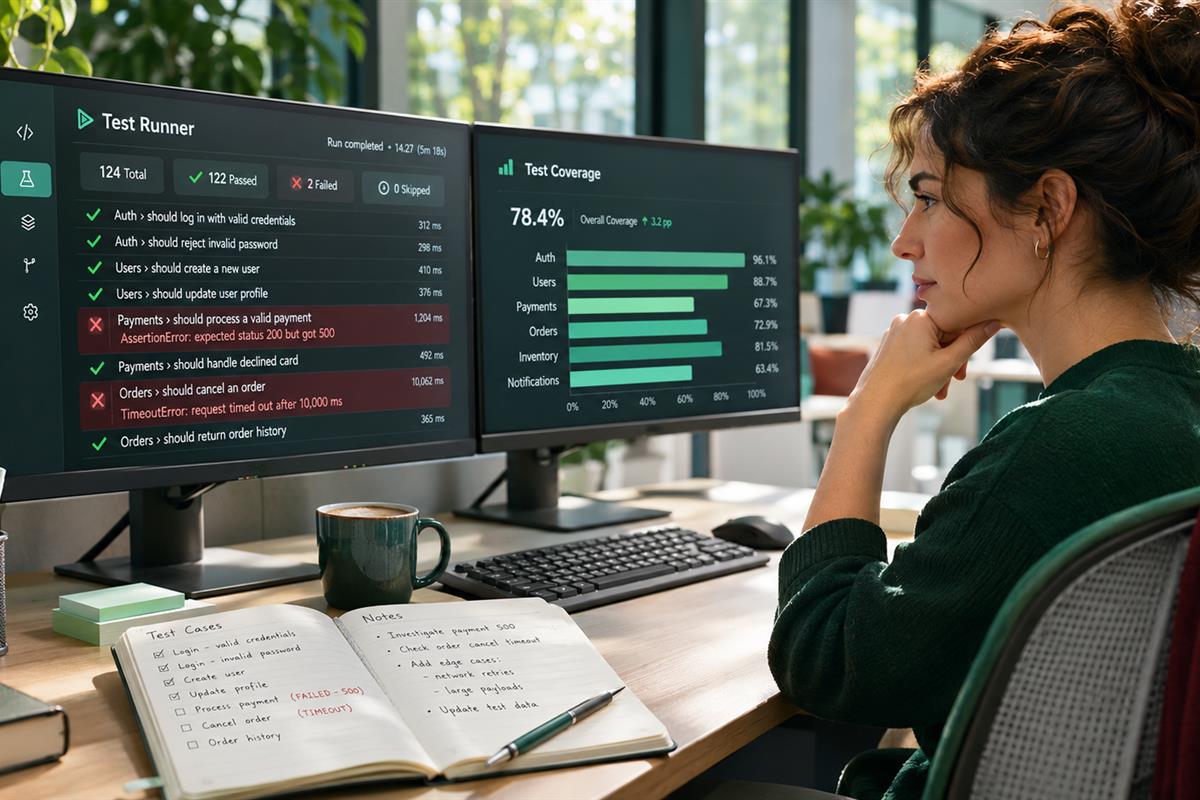 Test Runner
Run completed • 14.27 (5m 18s)
124 Total
122 Passed
2 Failed
0 Skipped
Auth › should log in with valid credentials 312 ms
Auth › should reject invalid password 298 ms
Users › should create a new user 410 ms
Users › should update user profile 376 ms
Payments › should process a valid payment 1,204 ms
AssertionError: expected status 200 but got 500
Payments › should handle declined card 492 ms
Orders › should cancel an order 10,062 ms
TimeoutError: request timed out after 10,000 ms
Orders › should return order history 365 ms
Test Coverage
78.4% Overall Coverage ↑ 3.2 pp
Auth 96.1%
Users 88.7%
Payments 67.3%
Orders 72.9%
Inventory 81.5%
Notifications 63.4%
0% 20% 40% 60% 80% 100%
Test Cases
Login - valid credentials
Login - invalid password
Create user
Update profile
Process payment (FAILED - 500)
Cancel order (TIMEOUT)
Order history
Notes
• Investigate payment 500
• Check order cancel timeout
• Add edge cases:
- network retries
- large payloads
• Update test data